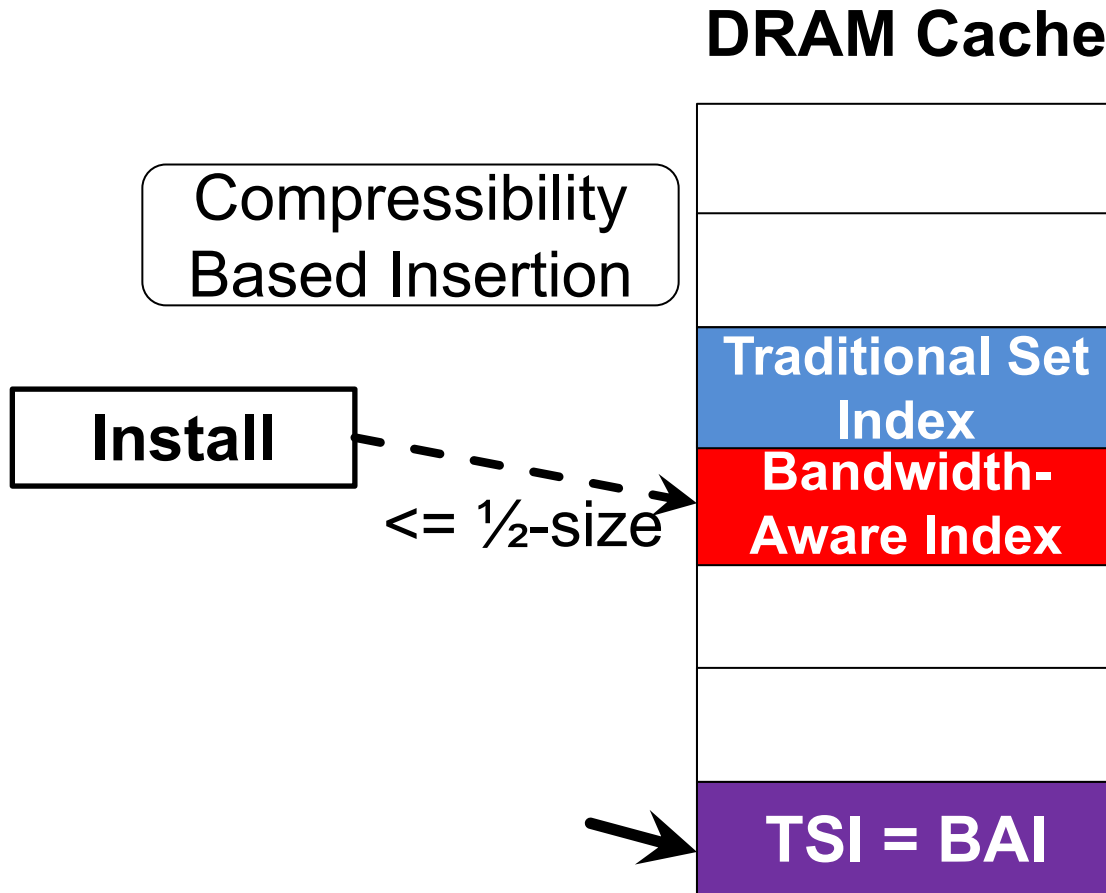 DRAM Cache
Compressibility
Based Insertion
Traditional Set
Index
Install
<= ½-size
Bandwidth-
Aware Index
TSI = BAI